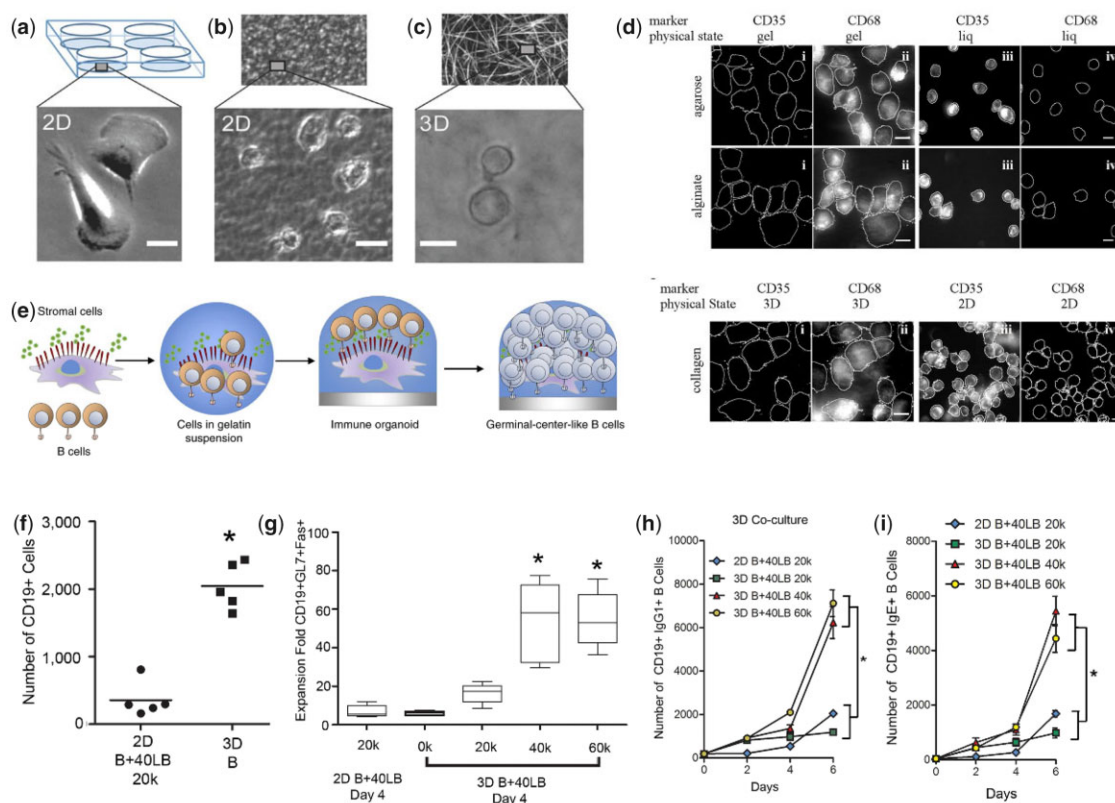 (a)
2D
(b)
2D
(c)
3D
(d)
marker CD35 CD68 CD35 CD68
physical state gel gel liq liq
agarose
i ii iii iv
alginate
i ii iii iv
marker CD35 CD68 CD35 CD68
physical State 3D 3D 2D 2D
collagen
i ii iii iv
(e)
Stromal cells
B cells
Cells in gelatin
suspension
Immune organoid
Germinal-center-like B cells
(f)
Number of CD19+ Cells
3,000
2,000
1,000
0
*
2D
B+40LB
20k
3D
B
(g)
Expansion Fold CD19+GL7+Fas+
100
80
60
40
20
0
* *
20k 0k 20k 40k 60k
2D B+40LB
Day 4
3D B+40LB
Day 4
(h)
3D Co-culture
Number of CD19+ IgG1+ B Cells
10000
8000
6000
4000
2000
0
2D B+40LB 20k
3D B+40LB 20k
3D B+40LB 40k
3D B+40LB 60k
*
0 2 4 6
Days
(i)
2D B+40LB 20k
3D B+40LB 20k
3D B+40LB 40k
3D B+40LB 60k
Number of CD19+ IgE+ B Cells
8000
6000
4000
2000
0
*
0 2 4 6
Days